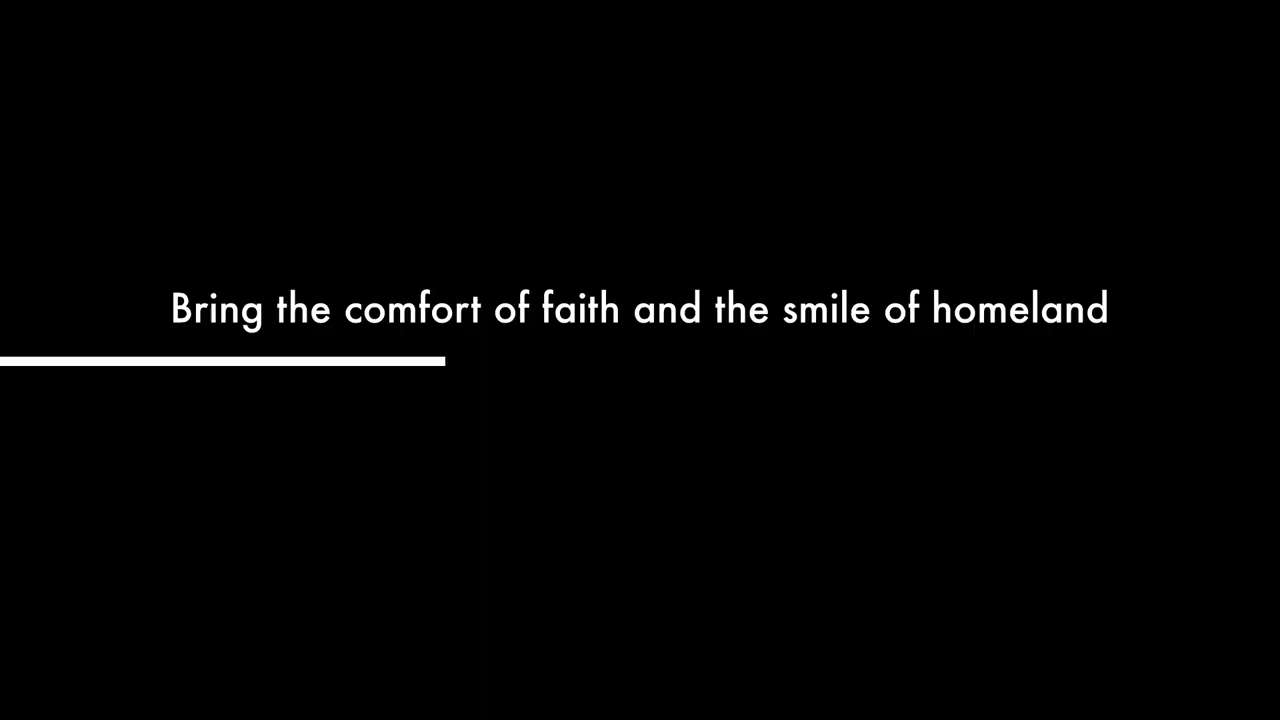 Bring the comfort of faith and the smile of homeland